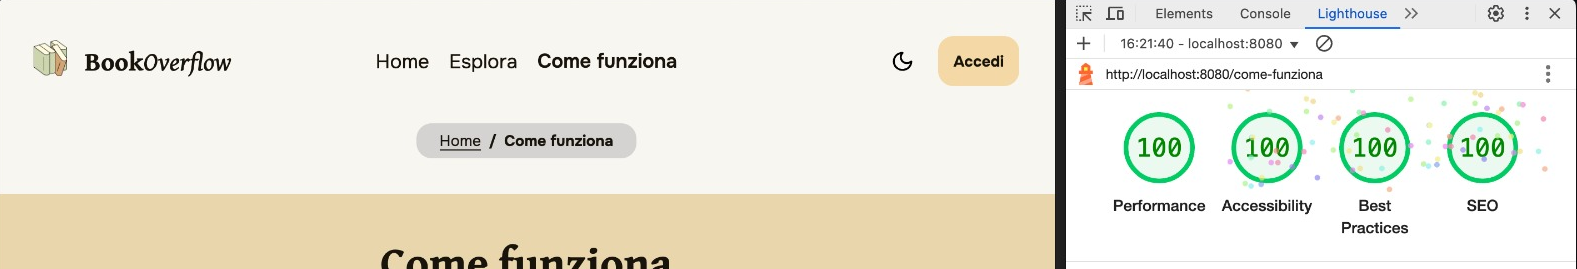 BookOverflow
Home Esplora Come funziona
Accedi
Home / Come funziona
Come funziona
Elements Console Lighthouse
16:21:40 - localhost:8080
http://localhost:8080/come-funziona
100 100 100 100
Performance Accessibility Best Practices SEO